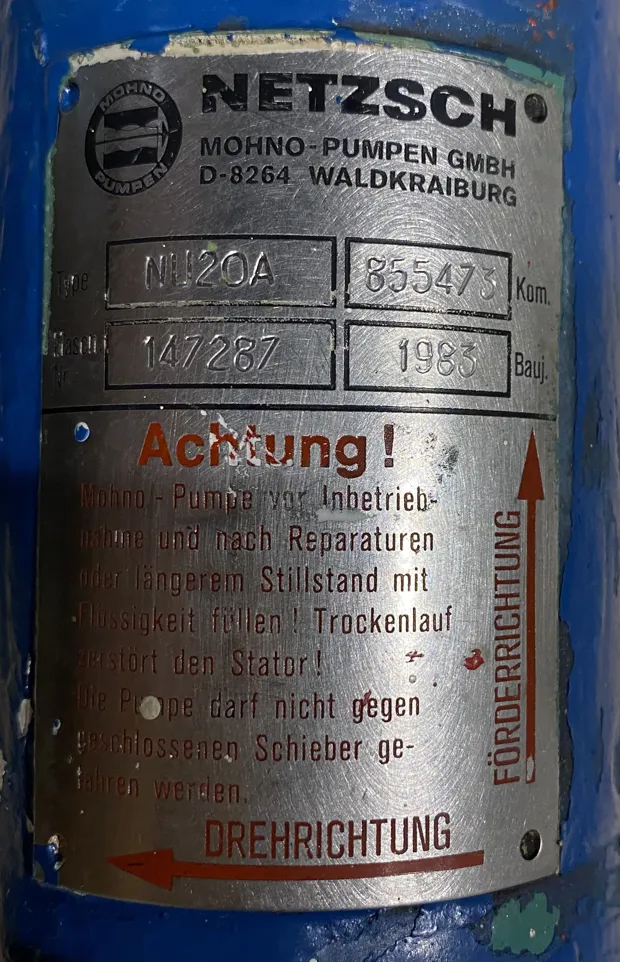 MOHNO
PUMPEN
NETZSCH
MOHNO-PUMPEN GMBH
D-8264 WALDKRAIBURG
Type NU20A 855473 Kom.
Masch. Nr. 147287 1983 Bauj.
Achtung!
Mohno-Pumpe vor Inbetrieb-
nahme und nach Reparaturen
oder längerem Stillstand mit
Flüssigkeit füllen! Trockenlauf
zerstört den Stator!
Die Pumpe darf nicht gegen
geschlossenen Schieber ge-
fahren werden.
FÖRDERRICHTUNG
DREHRICHTUNG